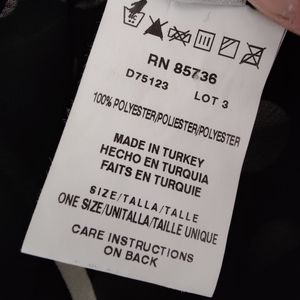 RN 85736
D75123 LOT 3
100% POLYESTER/POLIESTER/POLYESTER
MADE IN TURKEY
HECHO EN TURQUIA
FAITS EN TURQUIE
SIZE/TALLA/TALLE
ONE SIZE/UNITALLA/TAILLE UNIQUE
CARE INSTRUCTIONS
ON BACK